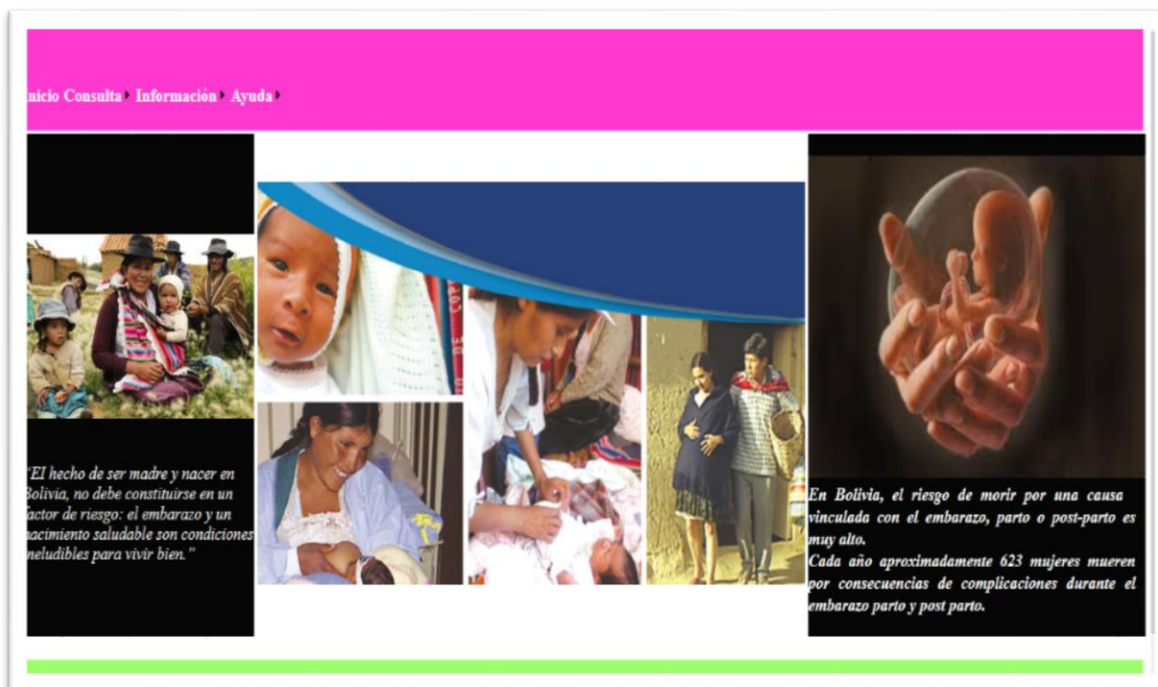 Inicio Consulta Información Ayuda
"El hecho de ser madre y nacer en
Bolivia, no debe constituirse en un
factor de riesgo: el embarazo y un
nacimiento saludable son condiciones
ineludibles para vivir bien."
En Bolivia, el riesgo de morir por una causa
vinculada con el embarazo, parto o post-parto es
muy alto.
Cada año aproximadamente 623 mujeres mueren
por consecuencias de complicaciones durante el
embarazo parto y post parto.